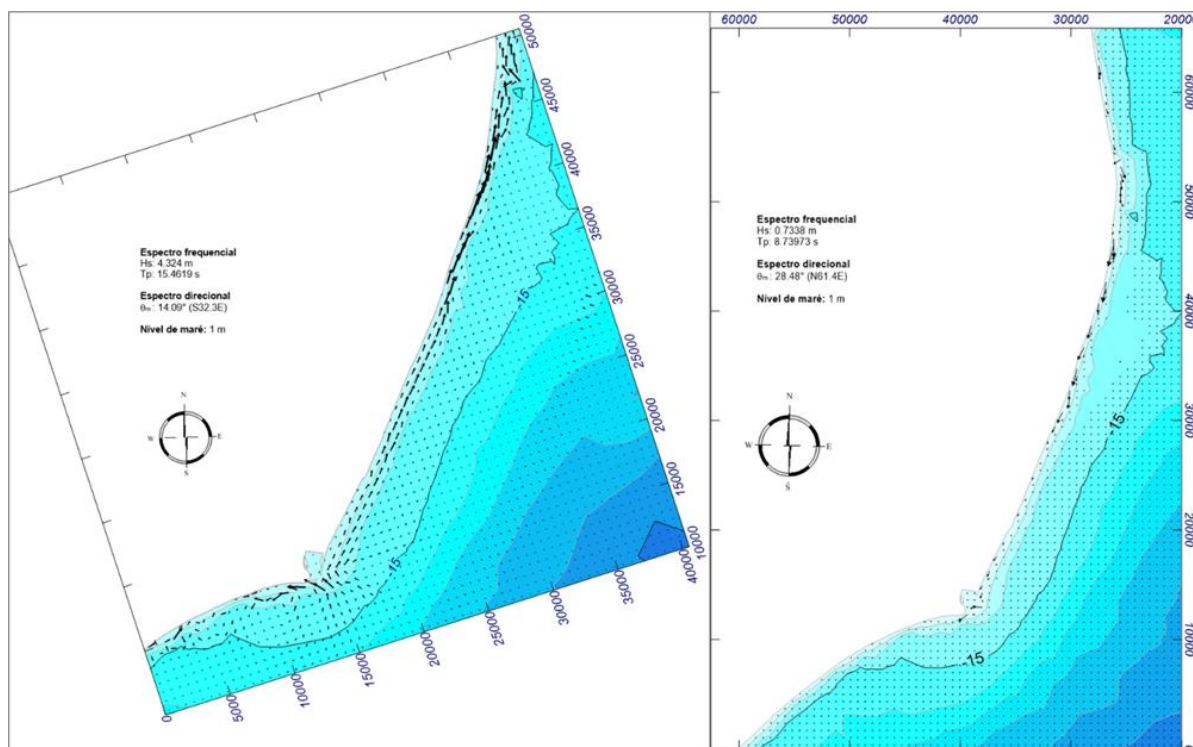 Espectro frequencial
Hs: 4.324 m
Tp: 15.4619 s
Espectro direcional
θm: 14.09° (S32.3E)
Nível de maré: 1 m
N
W
E
S
-15
-15
0
5000
10000
15000
20000
25000
30000
35000
40000
10000
15000
20000
25000
30000
35000
40000
45000
50000
60000
50000
40000
30000
20000
60000
50000
40000
30000
20000
10000
Espectro frequencial
Hs: 0.7338 m
Tp: 8.73973 s
Espectro direcional
θm: 28.48° (N61.4E)
Nível de maré: 1 m
N
W
E
S
-15
-15